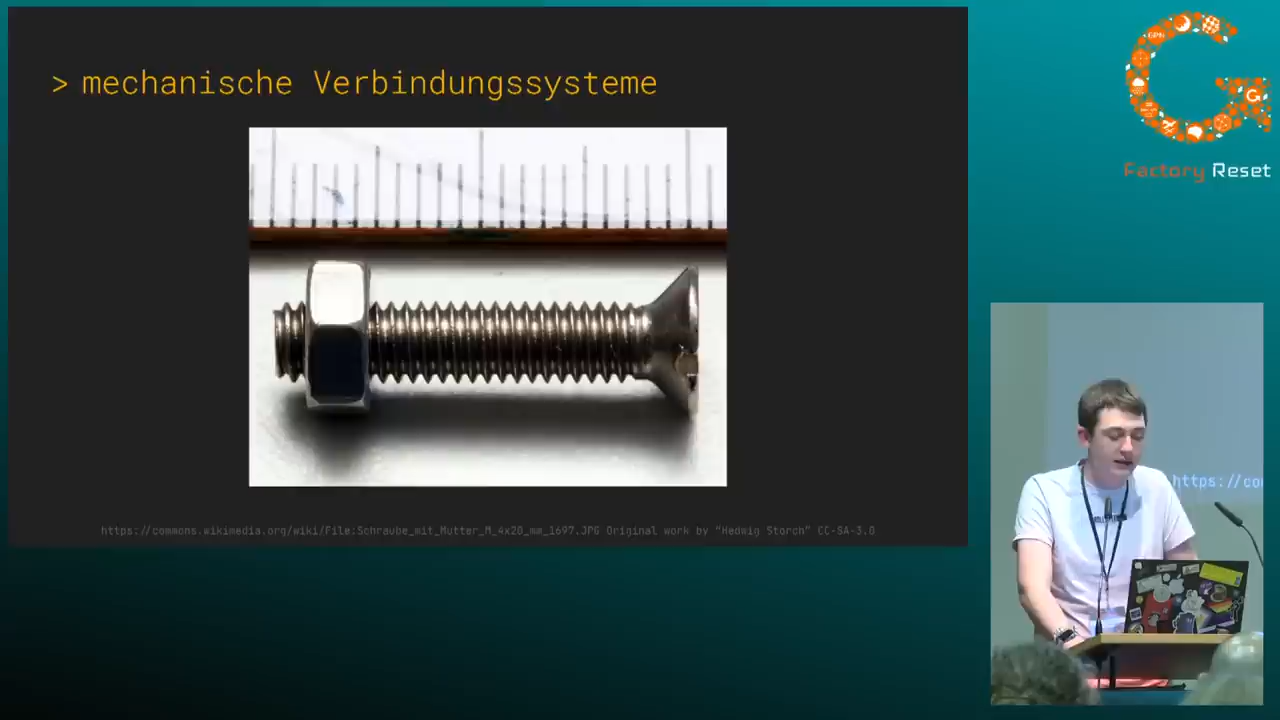 > mechanische Verbindungssysteme
https://commons.wikimedia.org/wiki/File:Schraube_mit_Mutter_M_4x20_mm_1697.JPG Original work by "Hedwig Storch" CC-SA-3.0
Factory Reset
https://co